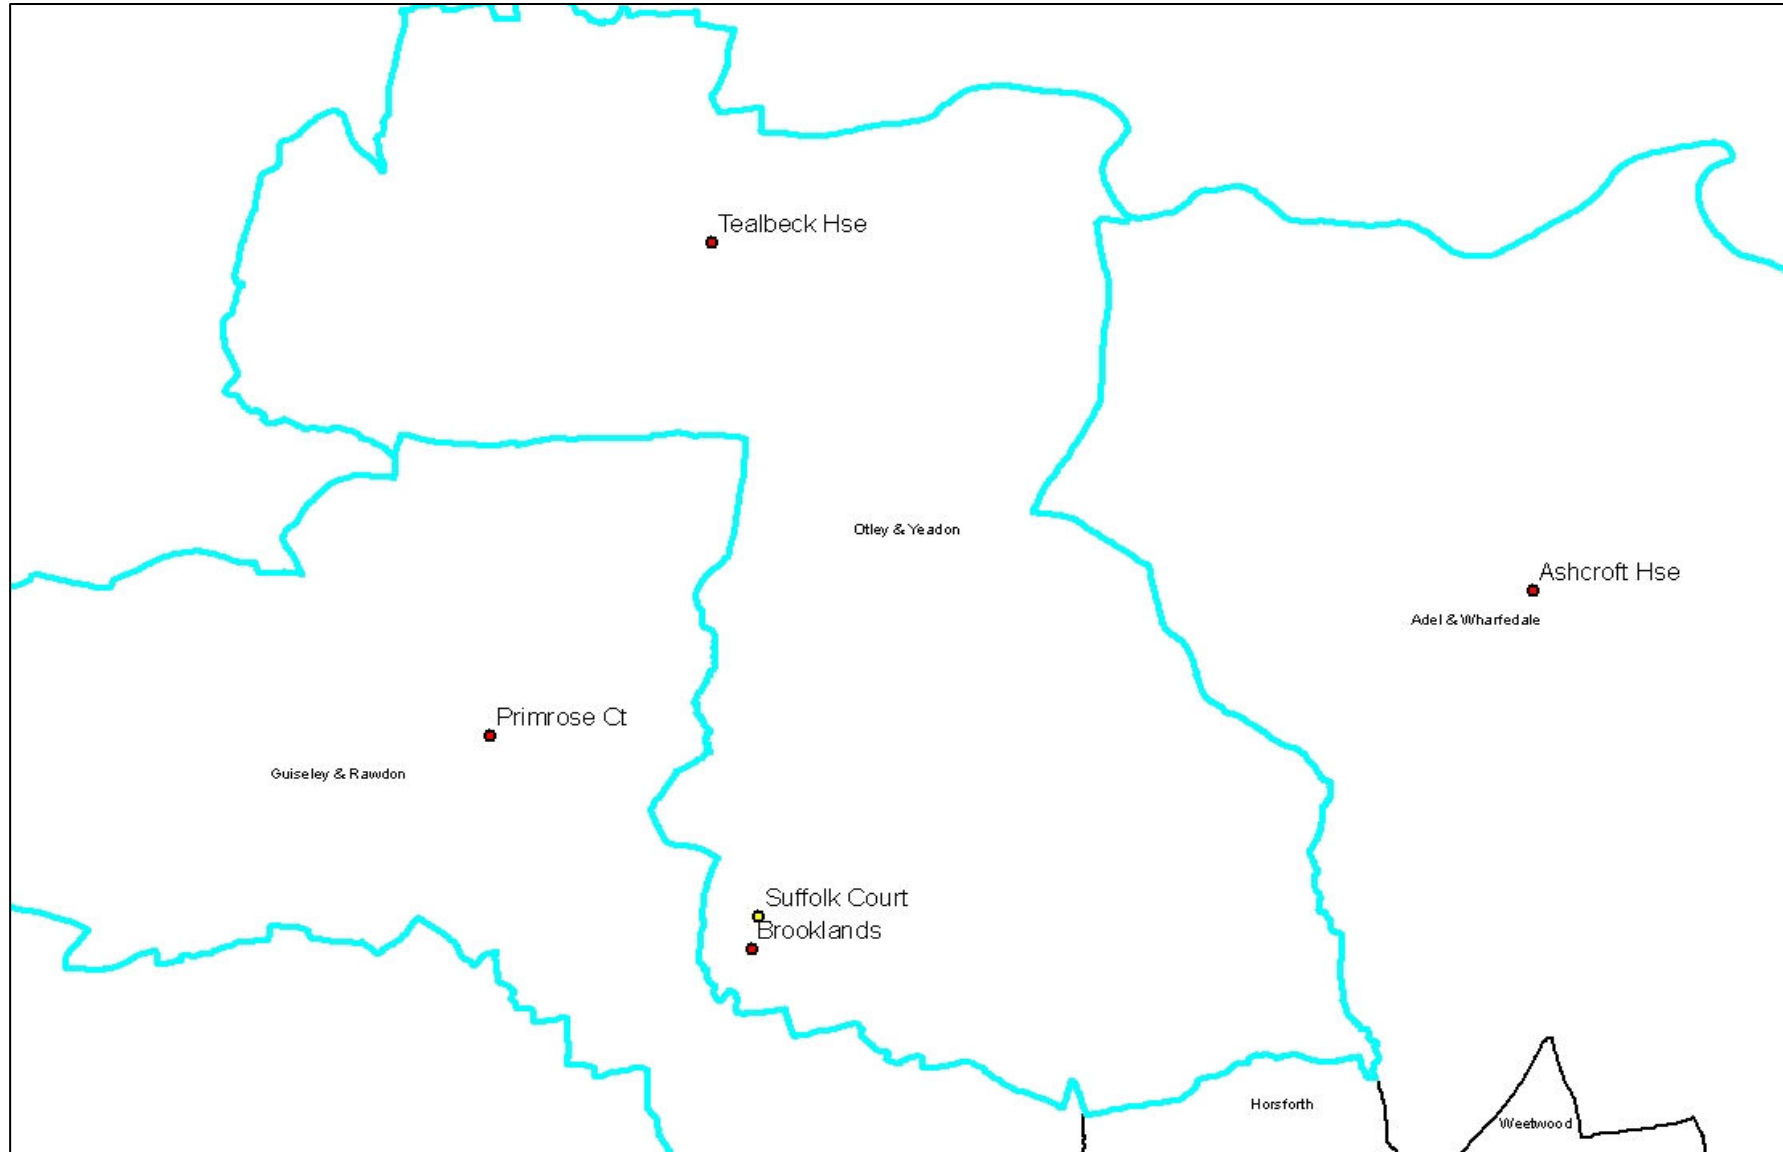 Tealbeck Hse
Otley & Yeadon
Ashcroft Hse
Adel & Wharfedale
Primrose Ct
Guiseley & Rawdon
Suffolk Court
Brooklands
Horsforth
Weetwood